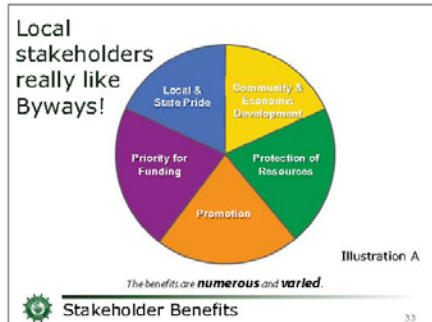 Local
stakeholders
really like
Byways!
Local &
State Pride
Community &
Economic
Development
Priority for
Funding
Protection of
Resources
Promotion
Illustration A
The benefits are numerous and varied.
Stakeholder Benefits
33